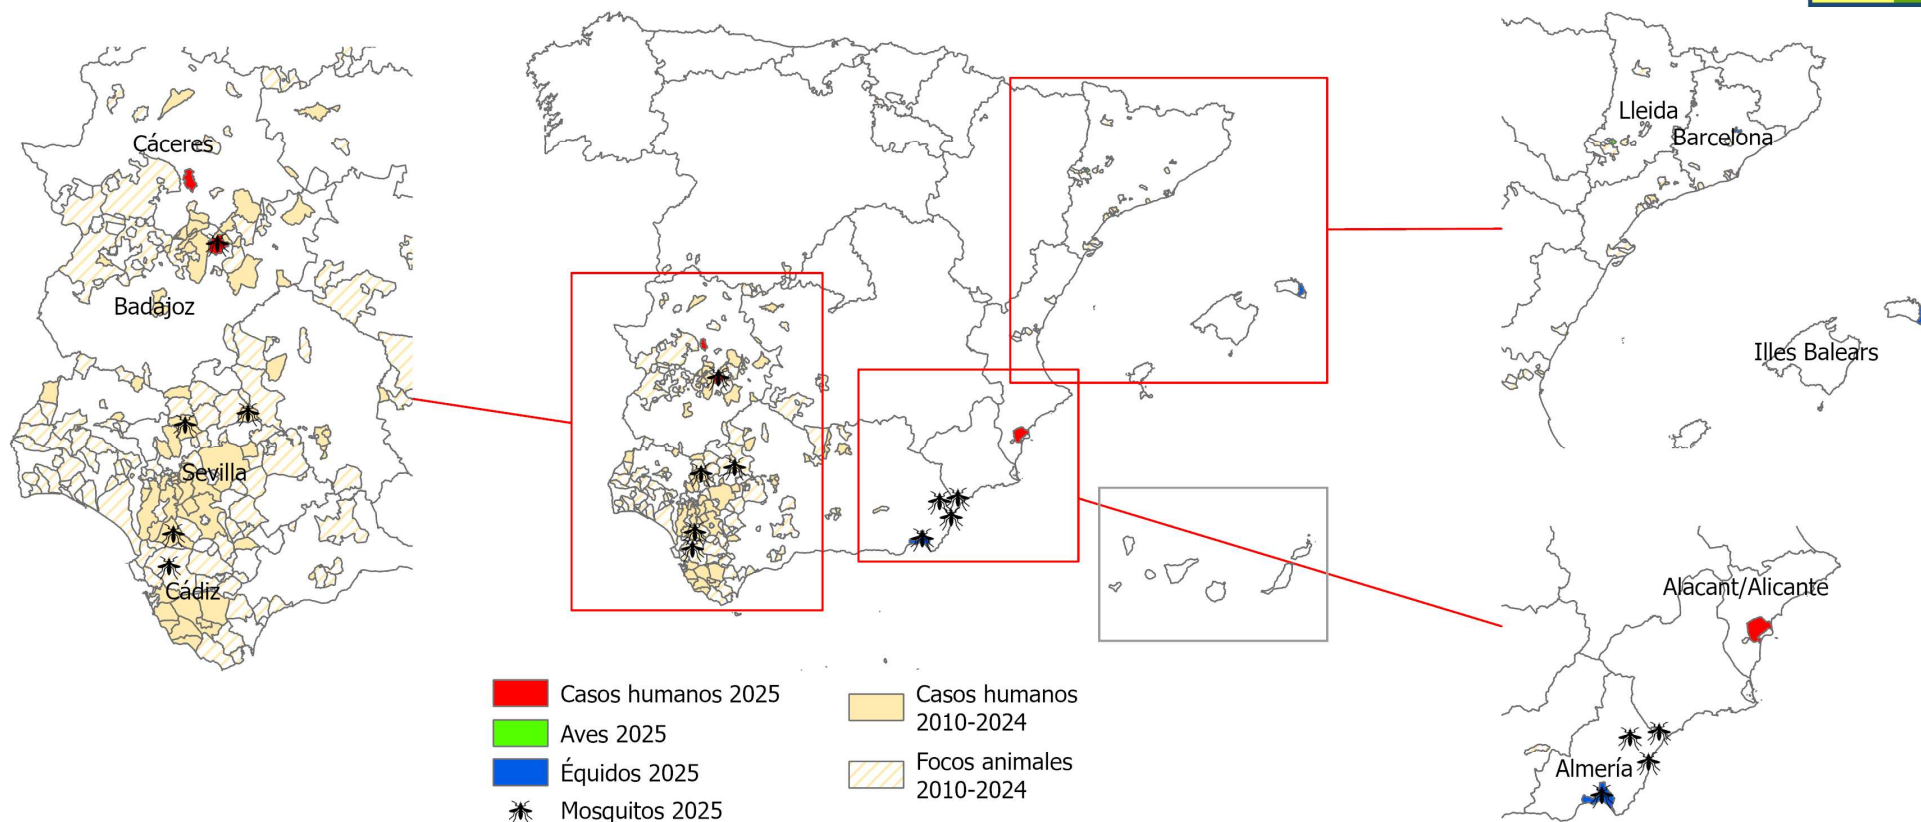 Cáceres
Badajoz
Sevilla
Cádiz
Lleida
Barcelona
Illes Balears
Alacant/Alicante
Almería
Casos humanos 2025
Aves 2025
Équidos 2025
Mosquitos 2025
Casos humanos
2010-2024
Focos animales
2010-2024